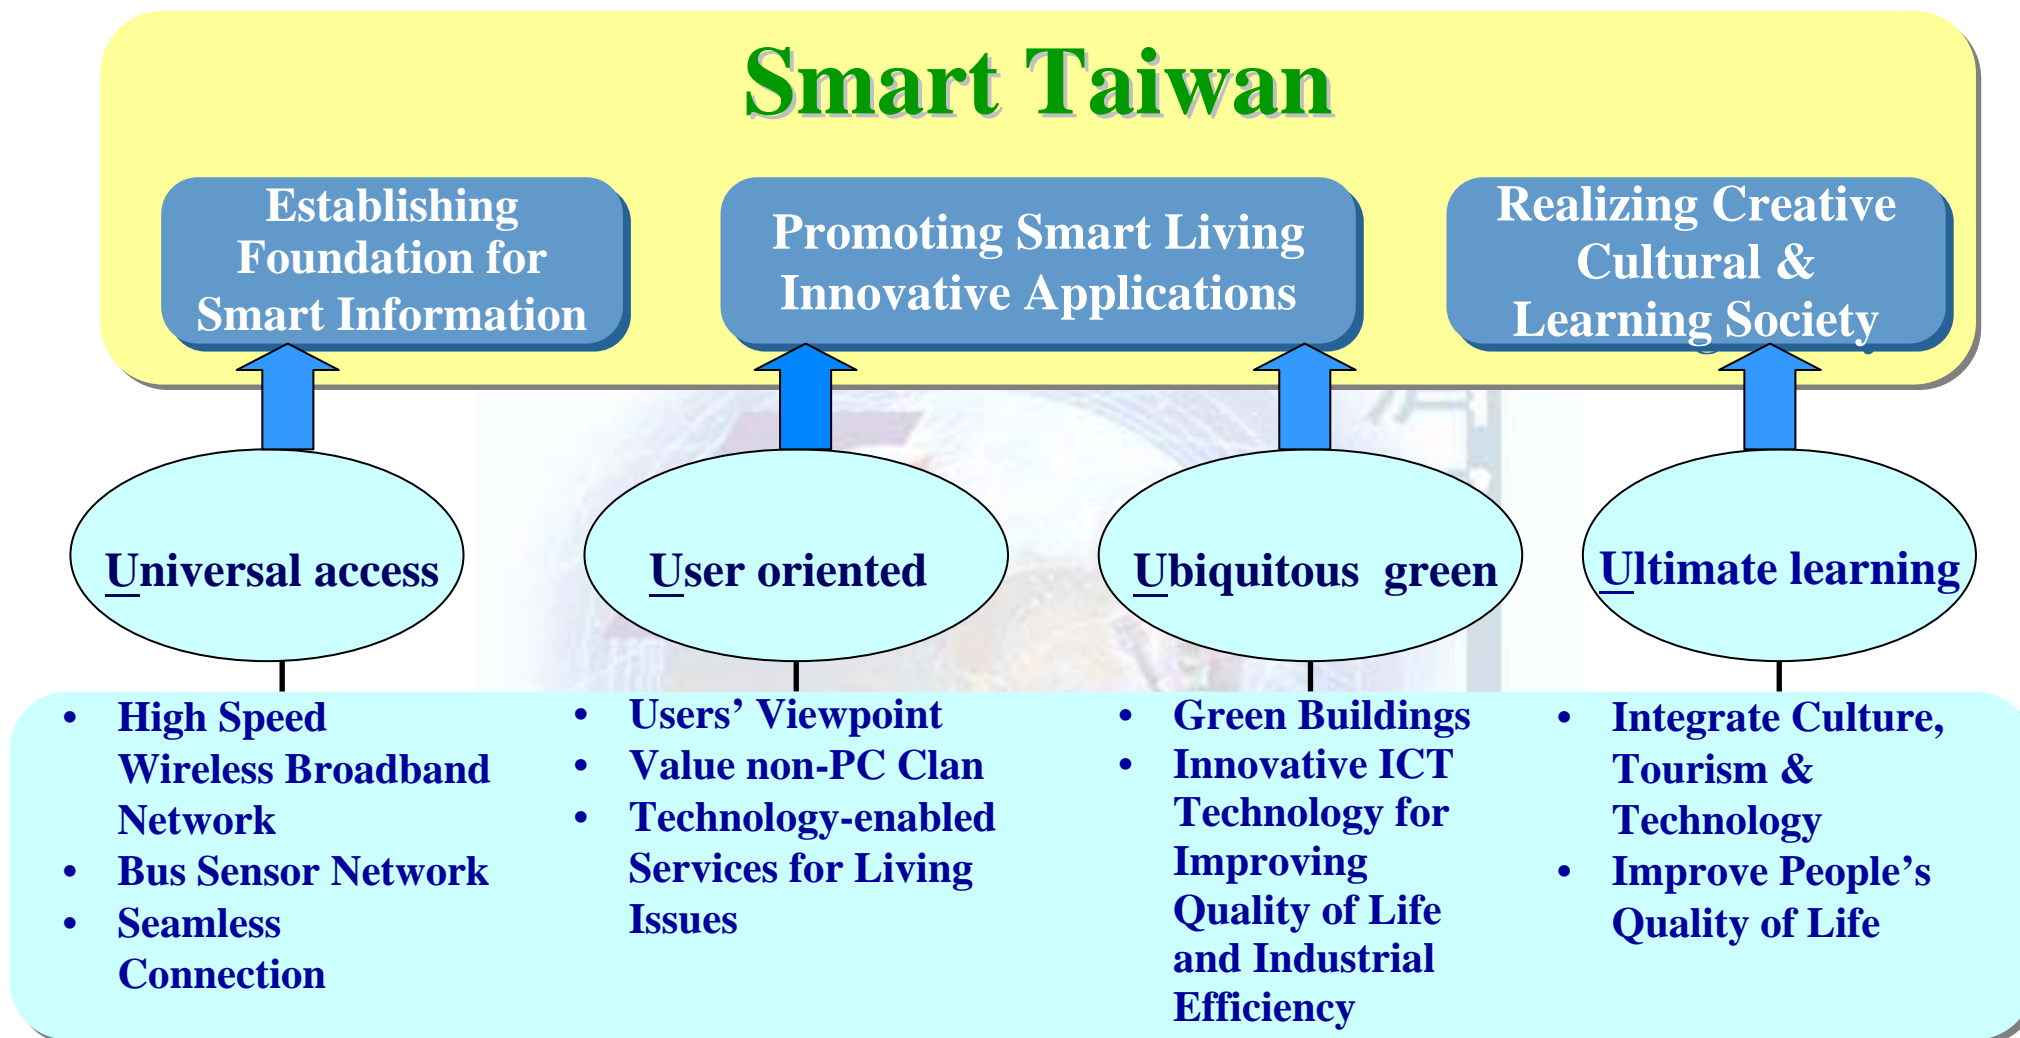 Smart Taiwan
Establishing
Foundation for
Smart Information
Promoting Smart Living
Innovative Applications
Realizing Creative
Cultural &
Learning Society
Universal access
User oriented
Ubiquitous green
Ultimate learning
• High Speed
Wireless Broadband
Network
• Bus Sensor Network
• Seamless
Connection
• Users’ Viewpoint
• Value non-PC Clan
• Technology-enabled
Services for Living
Issues
• Green Buildings
• Innovative ICT
Technology for
Improving
Quality of Life
and Industrial
Efficiency
• Integrate Culture,
Tourism &
Technology
• Improve People’s
Quality of Life